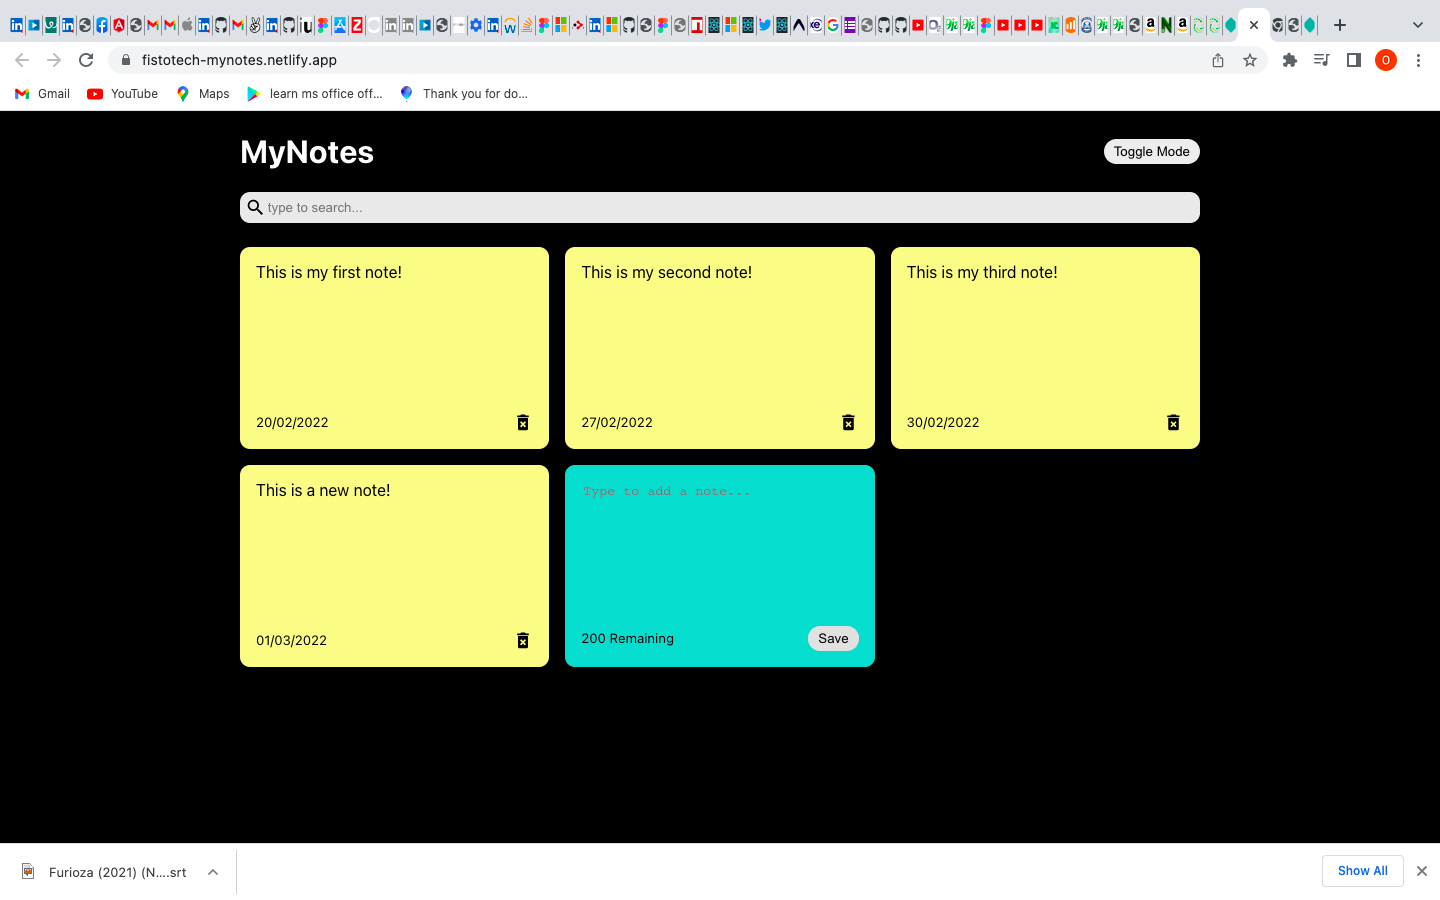 fistotech-mynotes.netlify.app
O
Gmail
YouTube
Maps
learn ms office off...
Thank you for do...
MyNotes
Toggle Mode
type to search...
This is my first note!
20/02/2022
This is my second note!
27/02/2022
This is my third note!
30/02/2022
This is a new note!
01/03/2022
Type to add a note...
200 Remaining
Save
Furioza (2021) (N....srt
Show All